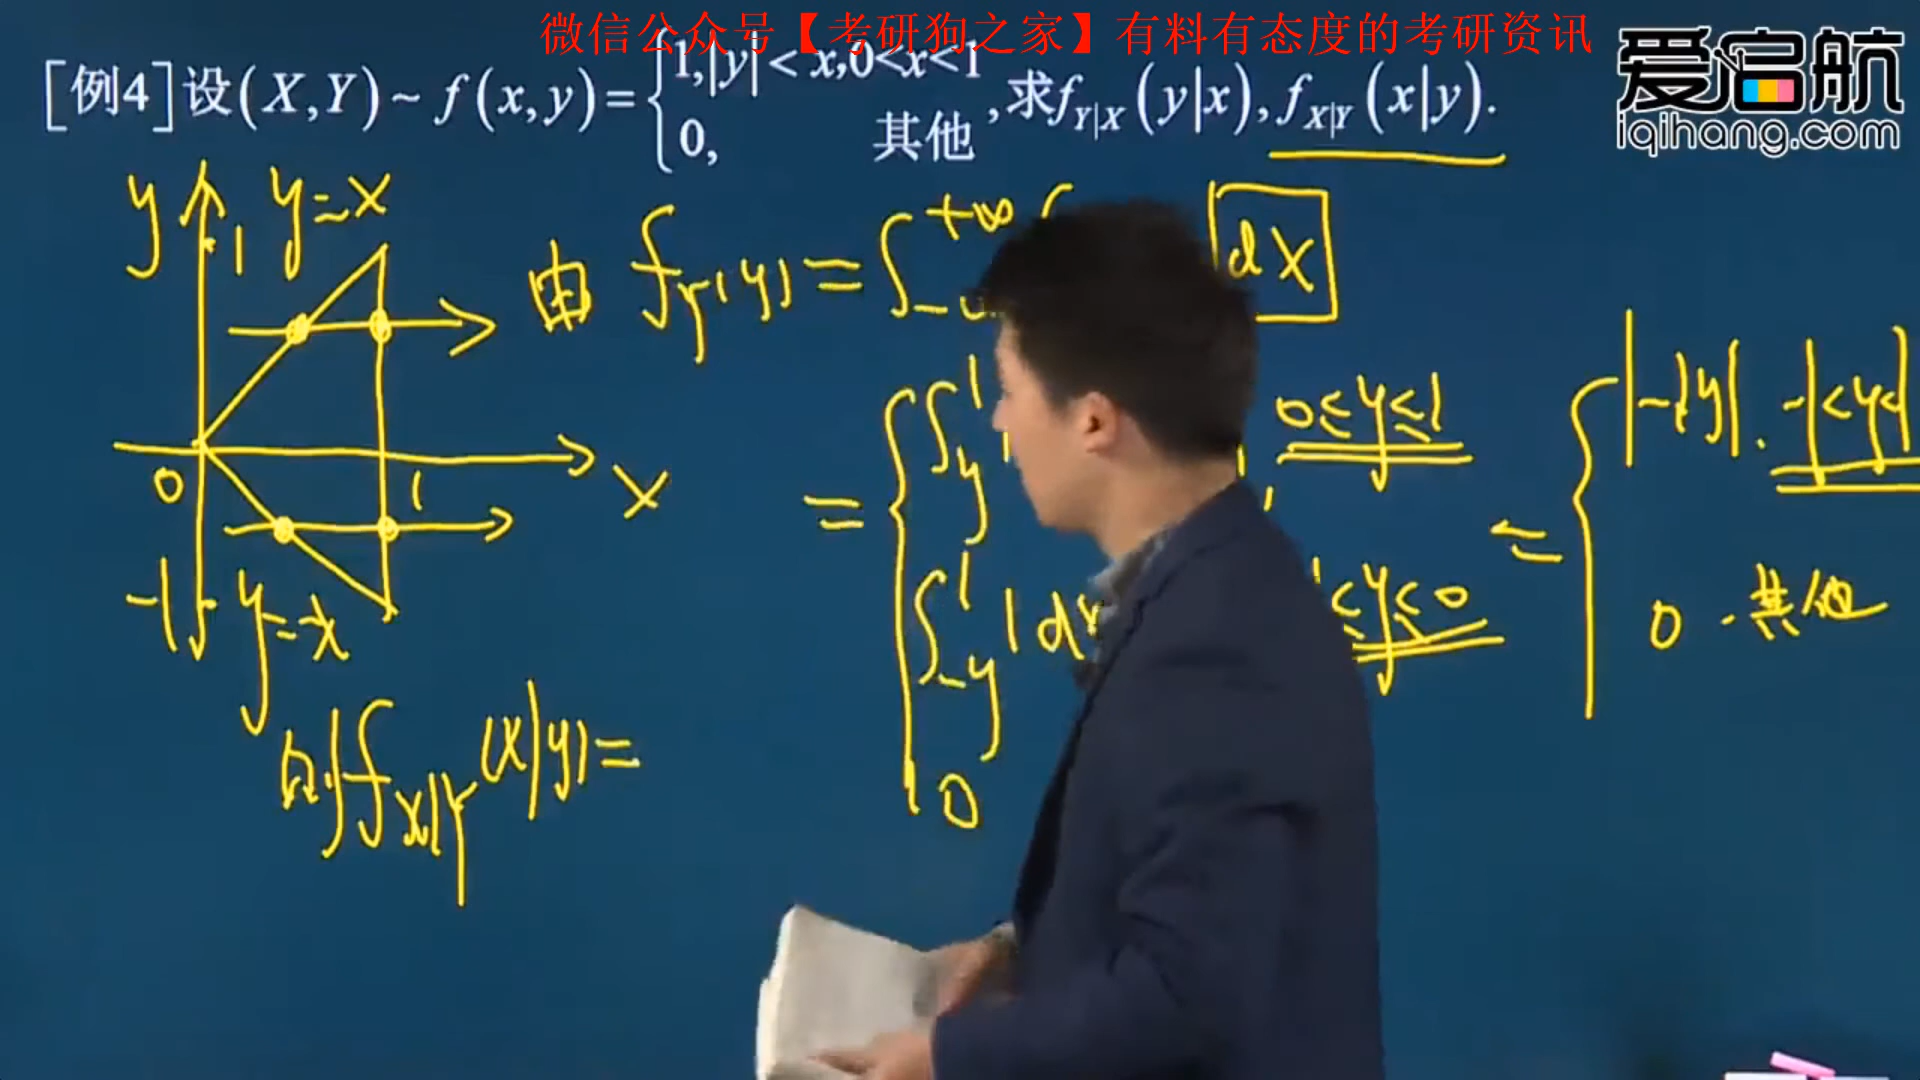 微信公众号【考研狗之家】有料有态度的考研资讯
爱启航
iqihang.com
[例4]设(X,Y)~f(x,y)={1,|y|<x,0<x<1
0, 其他
,求f_{Y|X}(y|x),f_{X|Y}(x|y).
y
1
y=x
0
1
x
-1
y=-x
由 f_Y(y)=∫_{-∞}^{+∞} dx
={∫_y^1 0≤y≤1
∫_{-y}^1 1dx ≤y≤0
0
={1-|y|, -1<y<1
0, 其他
则f_{X|Y}(x|y)=